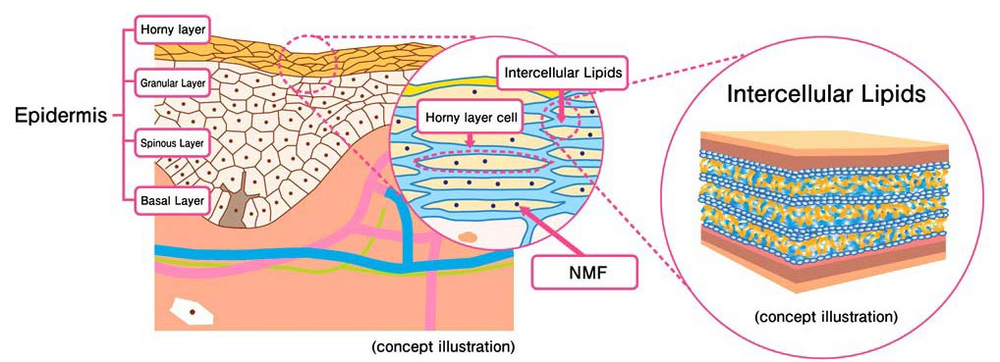 Epidermis
Horny layer
Granular Layer
Spinous Layer
Basal Layer
Intercellular Lipids
Horny layer cell
NMF
(concept illustration)
Intercellular Lipids
(concept illustration)